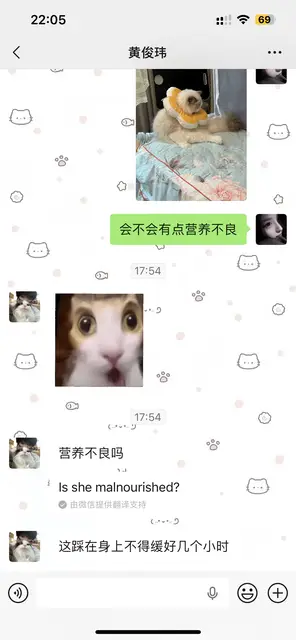 22:05
69
黄俊玮
会不会有点营养不良
17:54
17:54
营养不良吗
Is she malnourished?
由微信提供翻译支持
这踩在身上不得缓好几个小时